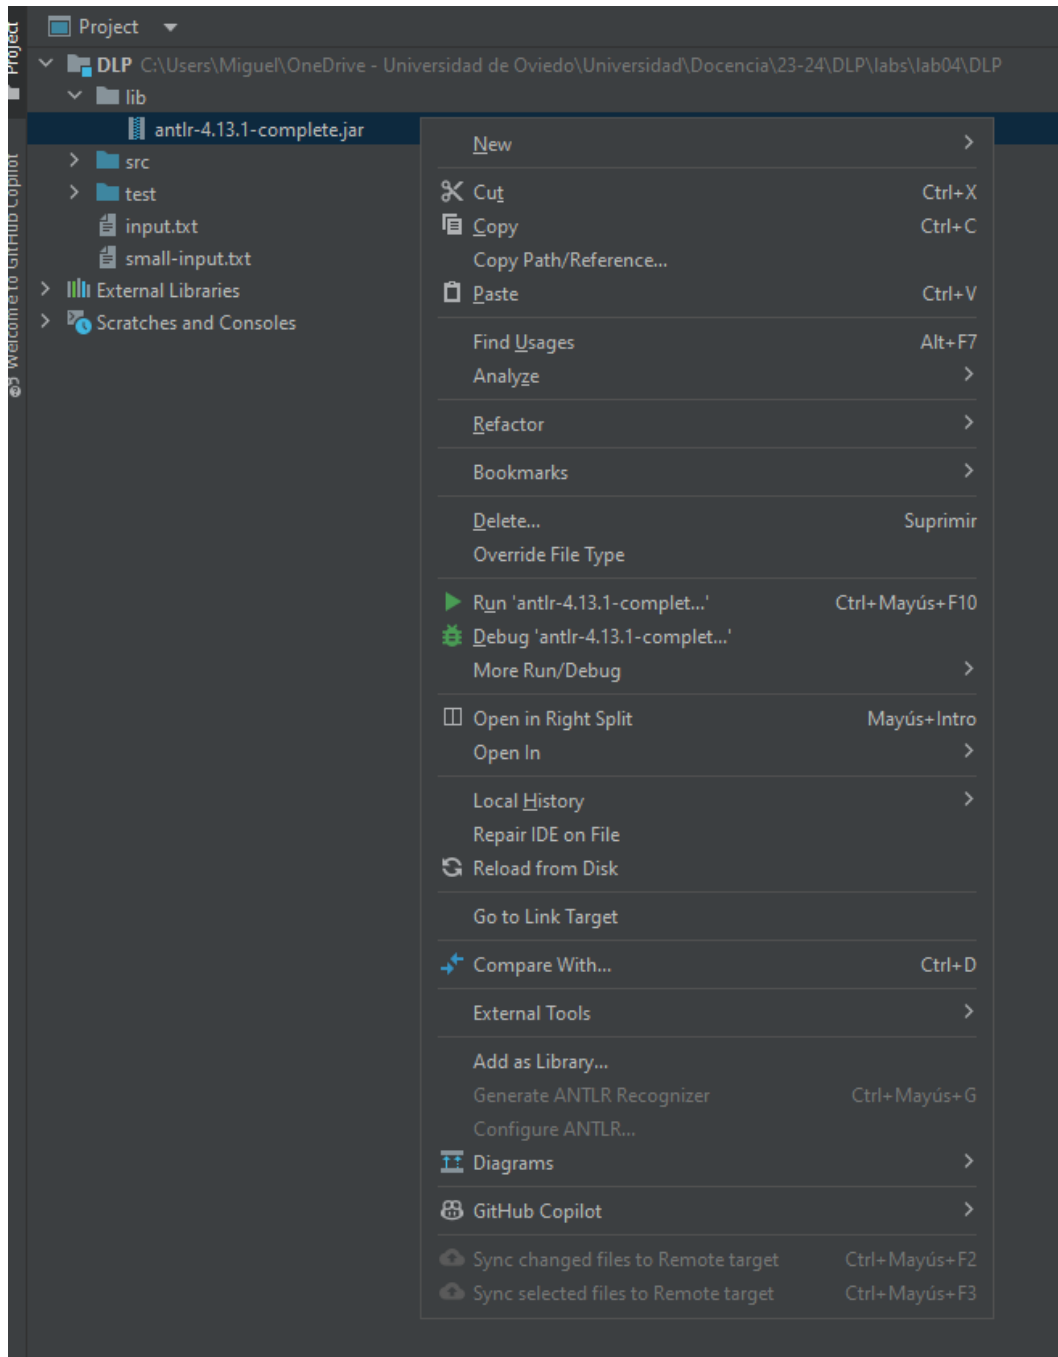 Project
Project
DLP C:\Users\Miguel\OneDrive - Universidad de Oviedo\Universidad\Docencia\23-24\DLP\labs\lab04\DLP
lib
antlr-4.13.1-complete.jar
src
test
input.txt
small-input.txt
External Libraries
Scratches and Consoles
Welcome to GitHub Copilot
New
Cut Ctrl+X
Copy Ctrl+C
Copy Path/Reference...
Paste Ctrl+V
Find Usages Alt+F7
Analyze
Refactor
Bookmarks
Delete... Suprimir
Override File Type
Run 'antlr-4.13.1-complet...' Ctrl+Mayús+F10
Debug 'antlr-4.13.1-complet...'
More Run/Debug
Open in Right Split Mayús+Intro
Open In
Local History
Repair IDE on File
Reload from Disk
Go to Link Target
Compare With... Ctrl+D
External Tools
Add as Library...
Generate ANTLR Recognizer Ctrl+Mayús+G
Configure ANTLR...
Diagrams
GitHub Copilot
Sync changed files to Remote target Ctrl+Mayús+F2
Sync selected files to Remote target Ctrl+Mayús+F3